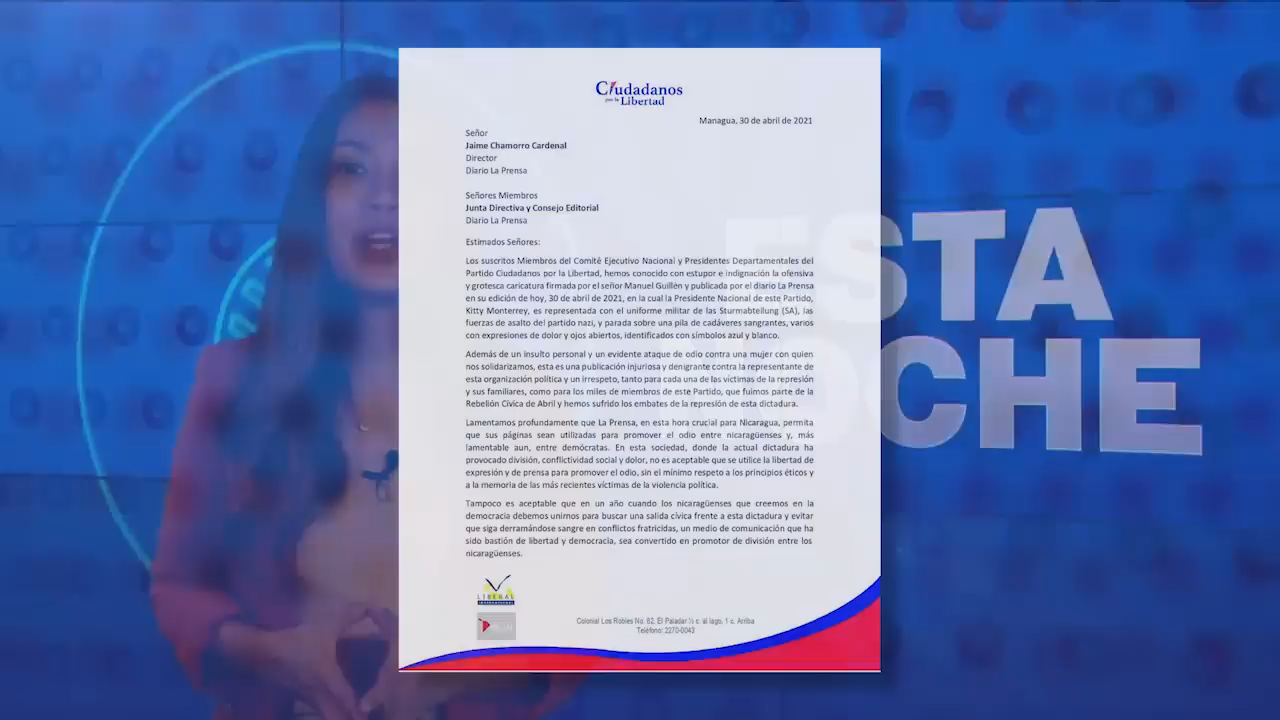 Ciudadanos
por la Libertad
Managua, 30 de abril de 2021
Señor
Jaime Chamorro Cardenal
Director
Diario La Prensa
Señores Miembros
Junta Directiva y Consejo Editorial
Diario La Prensa
Estimados Señores:
Los suscritos Miembros del Comité Ejecutivo Nacional y Presidentes Departamentales del
Partido Ciudadanos por la Libertad, hemos conocido con estupor e indignación la ofensiva
y grotesca caricatura firmada por el señor Manuel Guillén y publicada por el diario La Prensa
en su edición de hoy, 30 de abril de 2021, en la cual la Presidente Nacional de este Partido,
Kitty Monterrey, es representada con el uniforme militar de las Sturmabteilung (SA), las
fuerzas de asalto del partido nazi, y parada sobre una pila de cadáveres sangrantes, varios
con expresiones de dolor y ojos abiertos, identificados con símbolos azul y blanco.
Además de un insulto personal y un evidente ataque de odio contra una mujer con quien
nos solidarizamos, esta es una publicación injuriosa y denigrante contra la representante de
esta organización política y un irrespeto, tanto para cada una de las víctimas de la represión
y sus familiares, como para los miles de miembros de este Partido, que fuimos parte de la
Rebelión Cívica de Abril y hemos sufrido los embates de la represión de esta dictadura.
Lamentamos profundamente que La Prensa, en esta hora crucial para Nicaragua, permita
que sus páginas sean utilizadas para promover el odio entre nicaragüenses y, más
lamentable aun, entre demócratas. En esta sociedad, donde la actual dictadura ha
provocado división, conflictividad social y dolor, no es aceptable que se utilice la libertad de
expresión y de prensa para promover el odio, sin el mínimo respeto a los principios éticos y
a la memoria de las más recientes víctimas de la violencia política.
Tampoco es aceptable que en un año cuando los nicaragüenses que creemos en la
democracia debemos unirnos para buscar una salida cívica frente a esta dictadura y evitar
que siga derramándose sangre en conflictos fratricidas, un medio de comunicación que ha
sido bastión de libertad y democracia, sea convertido en promotor de división entre los
nicaragüenses.
LIBERAL
INTERNATIONAL
Colonial Los Robles No. 62, El Paladar ½ c. al lago, 1 c. Arriba
Teléfono: 2270-0043
ESTA
NOCHE